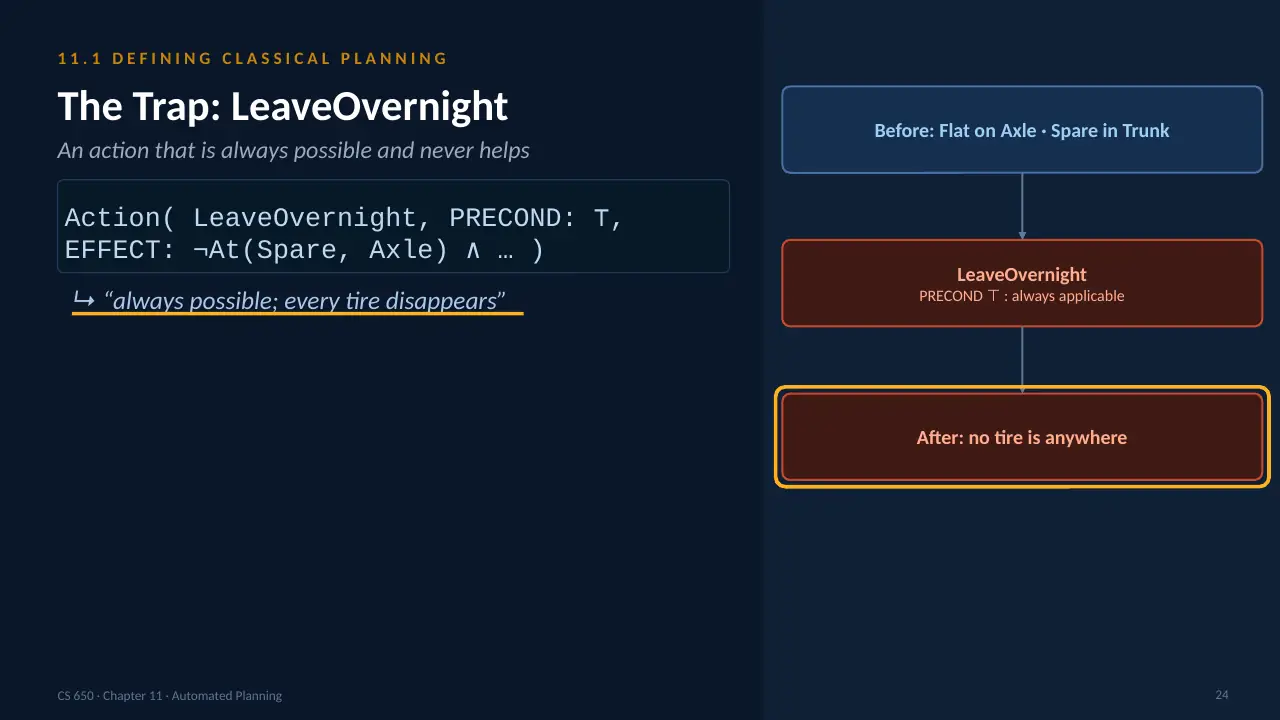 11.1 DEFINING CLASSICAL PLANNING
The Trap: LeaveOvernight
An action that is always possible and never helps
Action( LeaveOvernight, PRECOND: ⊤,
EFFECT: ¬At(Spare, Axle) ∧ … )
↳ “always possible; every tire disappears”
Before: Flat on Axle · Spare in Trunk
LeaveOvernight
PRECOND ⊤ : always applicable
After: no tire is anywhere
CS 650 · Chapter 11 · Automated Planning
24